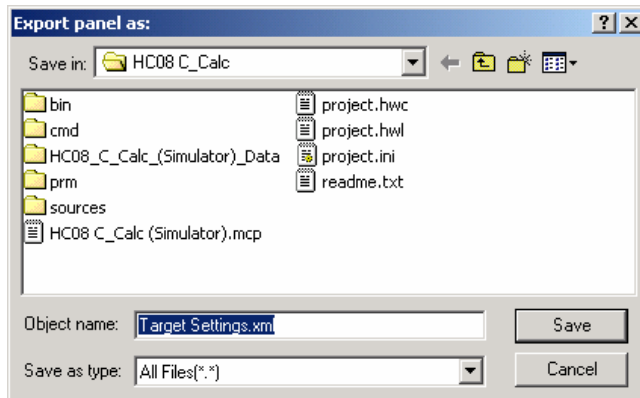 Export panel as:
Save in: HC08 C_Calc
bin
cmd
HC08_C_Calc_(Simulator)_Data
prm
sources
HC08 C_Calc (Simulator).mcp
project.hwc
project.hwl
project.ini
readme.txt
Object name: Target Settings.xml Save
Save as type: All Files(*.*) Cancel